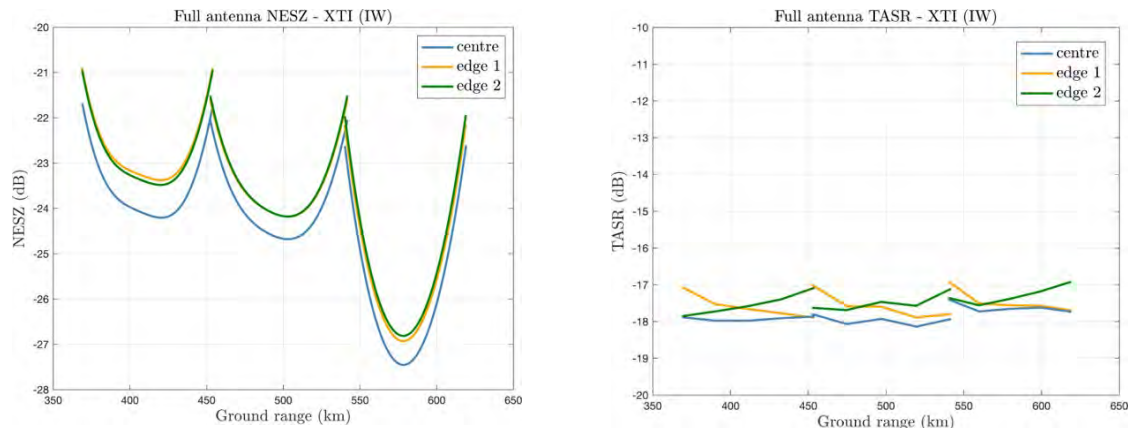 Full antenna NESZ - XTI (IW)
NESZ (dB)
-20
-21
-22
-23
-24
-25
-26
-27
-28
centre
edge 1
edge 2
350
400
450
500
550
600
650
Ground range (km)
Full antenna TASR - XTI (IW)
TASR (dB)
-10
-11
-12
-13
-14
-15
-16
-17
-18
-19
-20
centre
edge 1
edge 2
350
400
450
500
550
600
650
Ground range (km)